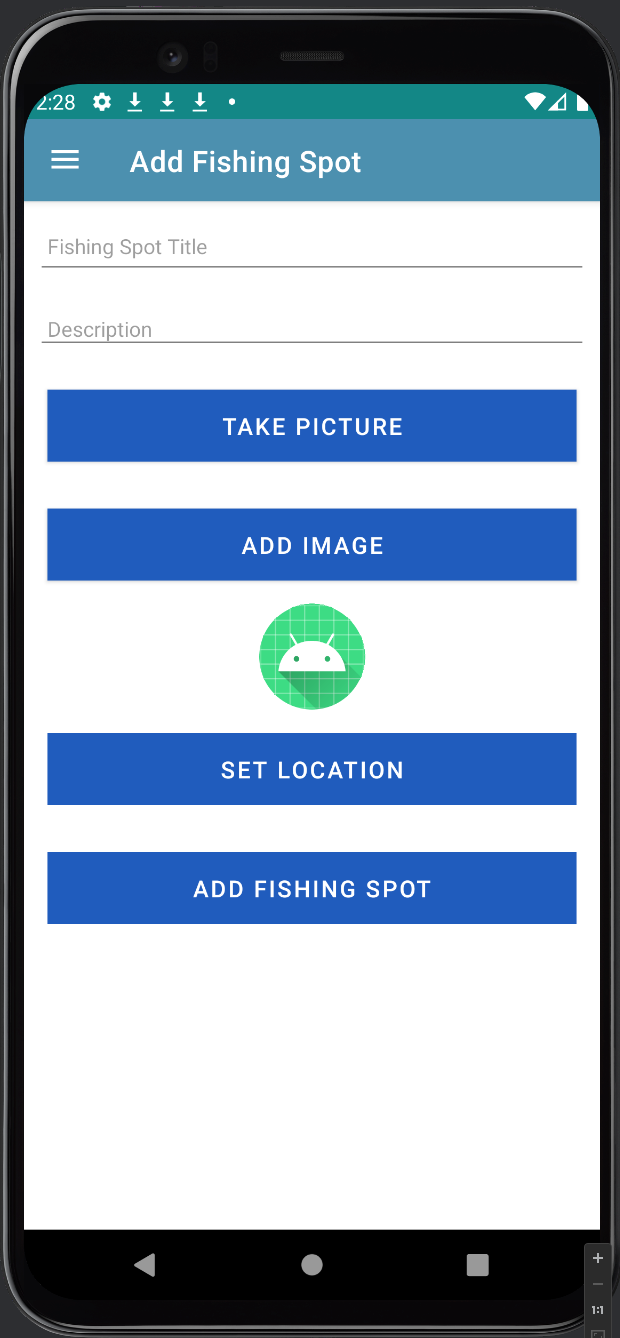 2:28
Add Fishing Spot
Fishing Spot Title
Description
TAKE PICTURE
ADD IMAGE
SET LOCATION
ADD FISHING SPOT
1:1